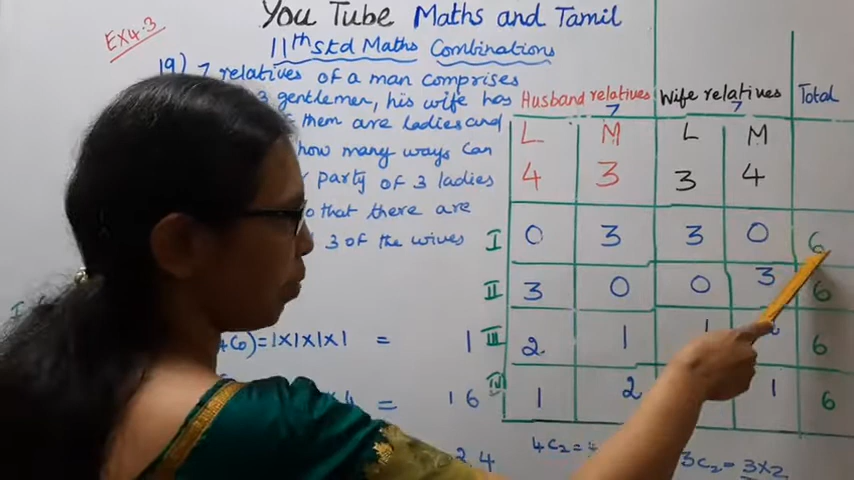 You Tube Maths and Tamil
EX4.3
11th Std Maths Combinations
19) 7 relatives of a man comprises
3 gentlemen, his wife has
of them are ladies and
how many ways can
party of 3 ladies
so that there are
3 of the wives
Husband relatives Wife relatives Total
7 7
L M L M
4 3 3 4
I 0 3 3 0 6
II 3 0 0 3 6
III 2 1 1 6
IV 1 2 1 6
4C0)=1X1X1X1 = 1
= 16
4C2=
3C2=3X2
24